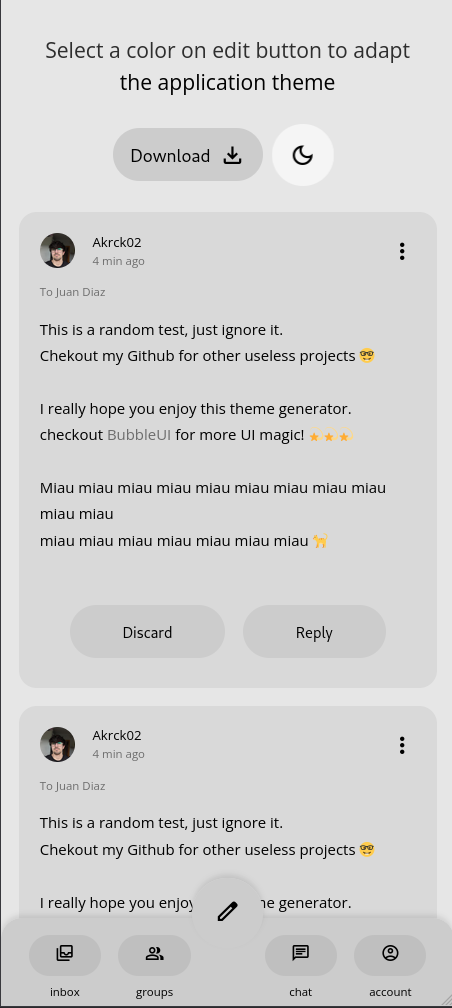 Select a color on edit button to adapt
the application theme
Download
Akrck02
4 min ago
To Juan Diaz
This is a random test, just ignore it.
Chekout my Github for other useless projects 🤓
I really hope you enjoy this theme generator.
checkout BubbleUI for more UI magic! ✨✨✨
Miau miau miau miau miau miau miau miau miau
miau miau
miau miau miau miau miau miau miau 🐈
Discard
Reply
Akrck02
4 min ago
To Juan Diaz
This is a random test, just ignore it.
Chekout my Github for other useless projects 🤓
I really hope you enjoy generator.
inbox
groups
chat
account